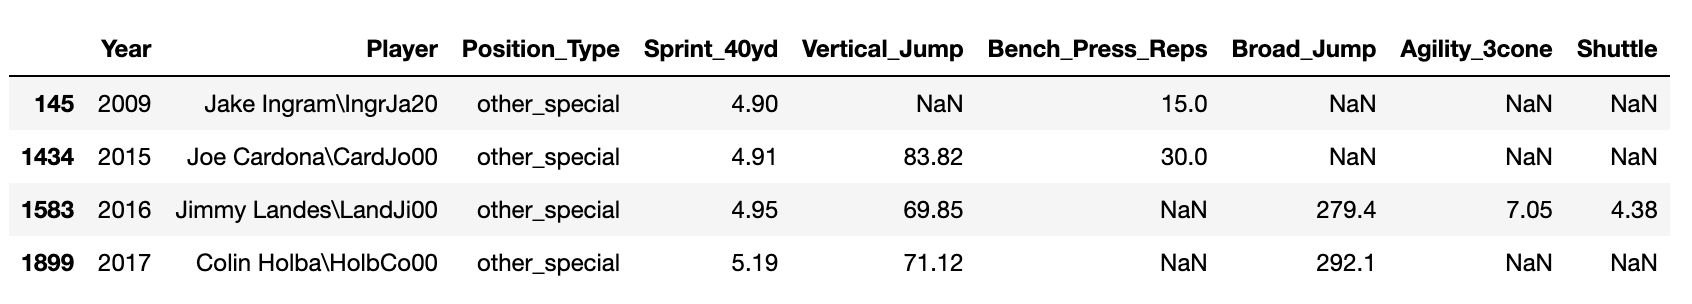 Year Player Position_Type Sprint_40yd Vertical_Jump Bench_Press_Reps Broad_Jump Agility_3cone Shuttle
145 2009 Jake Ingram\IngrJa20 other_special 4.90 NaN 15.0 NaN NaN NaN
1434 2015 Joe Cardona\CardJo00 other_special 4.91 83.82 30.0 NaN NaN NaN
1583 2016 Jimmy Landes\LandJi00 other_special 4.95 69.85 NaN 279.4 7.05 4.38
1899 2017 Colin Holba\HolbCo00 other_special 5.19 71.12 NaN 292.1 NaN NaN